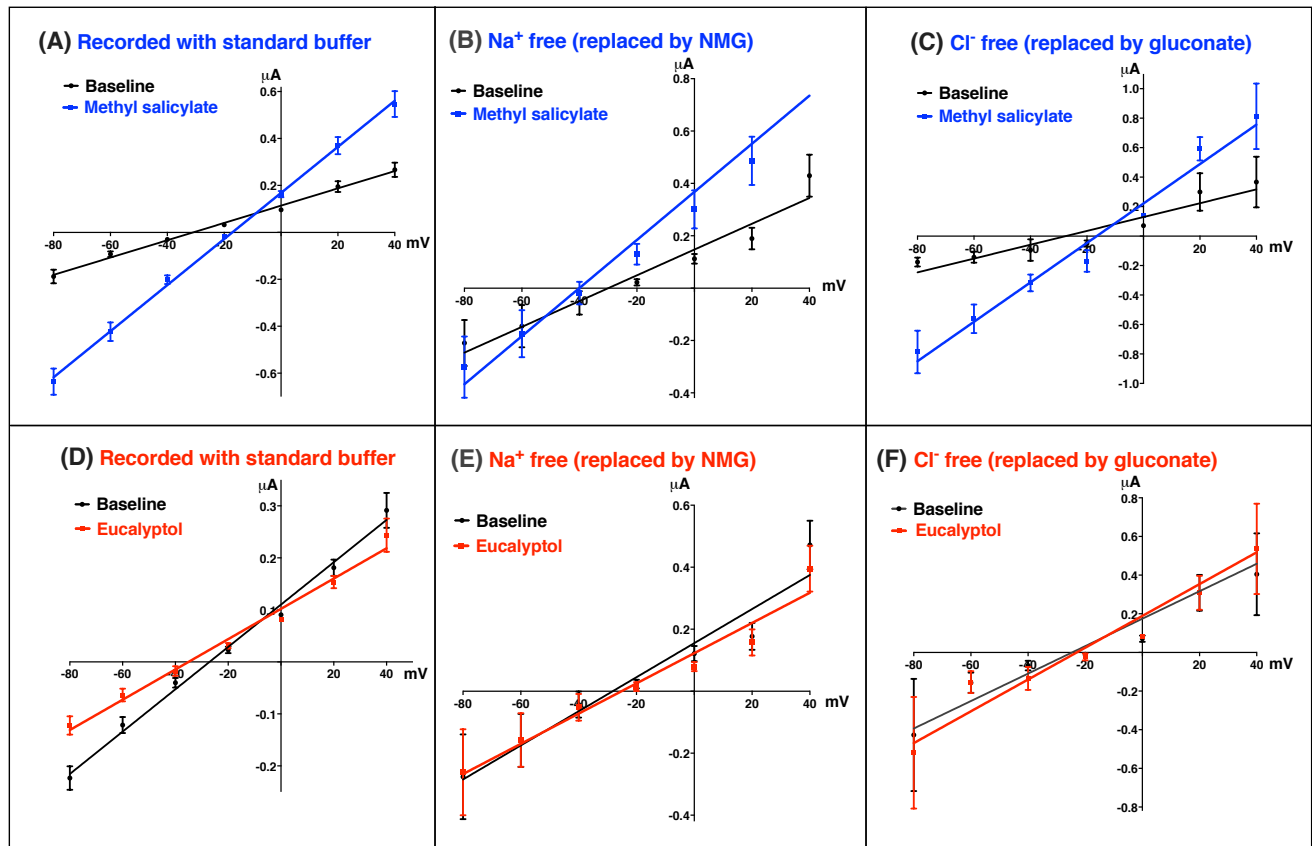 (A) Recorded with standard buffer
μA
Baseline
Methyl salicylate
0.6
0.4
0.2
-0.2
-0.4
-0.6
-80 -60 -40 -20 0 20 40 mV
(B) Na⁺ free (replaced by NMG)
μA
Baseline
Methyl salicylate
0.8
0.6
0.4
0.2
-0.2
-0.4
-80 -60 -40 -20 0 20 40 mV
(C) Cl⁻ free (replaced by gluconate)
μA
Baseline
Methyl salicylate
1.0
0.8
0.6
0.4
0.2
-0.2
-0.4
-0.6
-0.8
-1.0
-80 -60 -40 -20 0 20 40 mV
(D) Recorded with standard buffer
μA
Baseline
Eucalyptol
0.3
0.2
0.1
-0.1
-0.2
-80 -60 -40 -20 0 20 40 mV
(E) Na⁺ free (replaced by NMG)
μA
Baseline
Eucalyptol
0.6
0.4
0.2
-0.2
-0.4
-80 -60 -40 -20 0 20 40 mV
(F) Cl⁻ free (replaced by gluconate)
μA
Baseline
Eucalyptol
0.8
0.6
0.4
0.2
-0.2
-0.4
-0.6
-0.8
-80 -60 -40 -20 0 20 40 mV